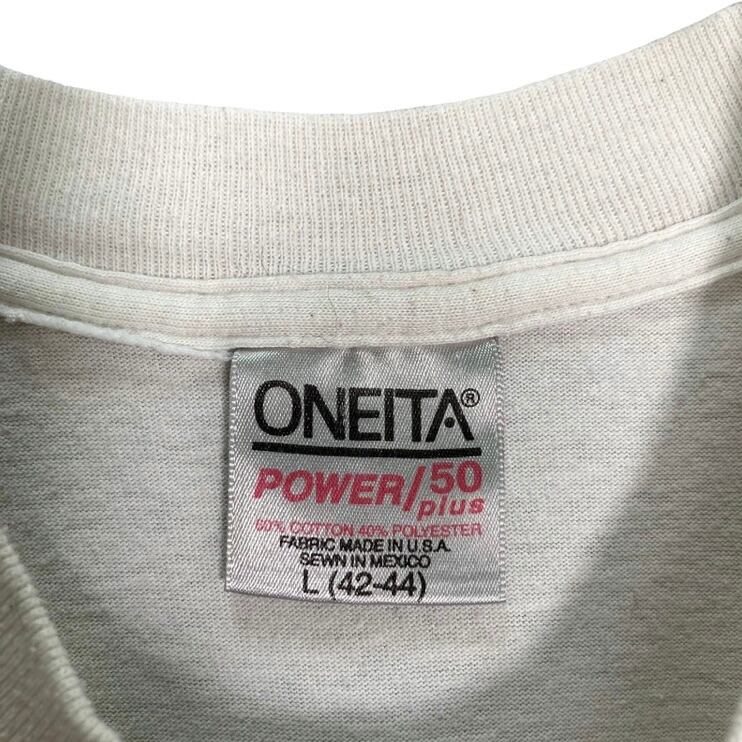 ONEITA®
POWER/50 plus
60% COTTON 40% POLYESTER
FABRIC MADE IN U.S.A.
SEWN IN MEXICO
L (42-44)